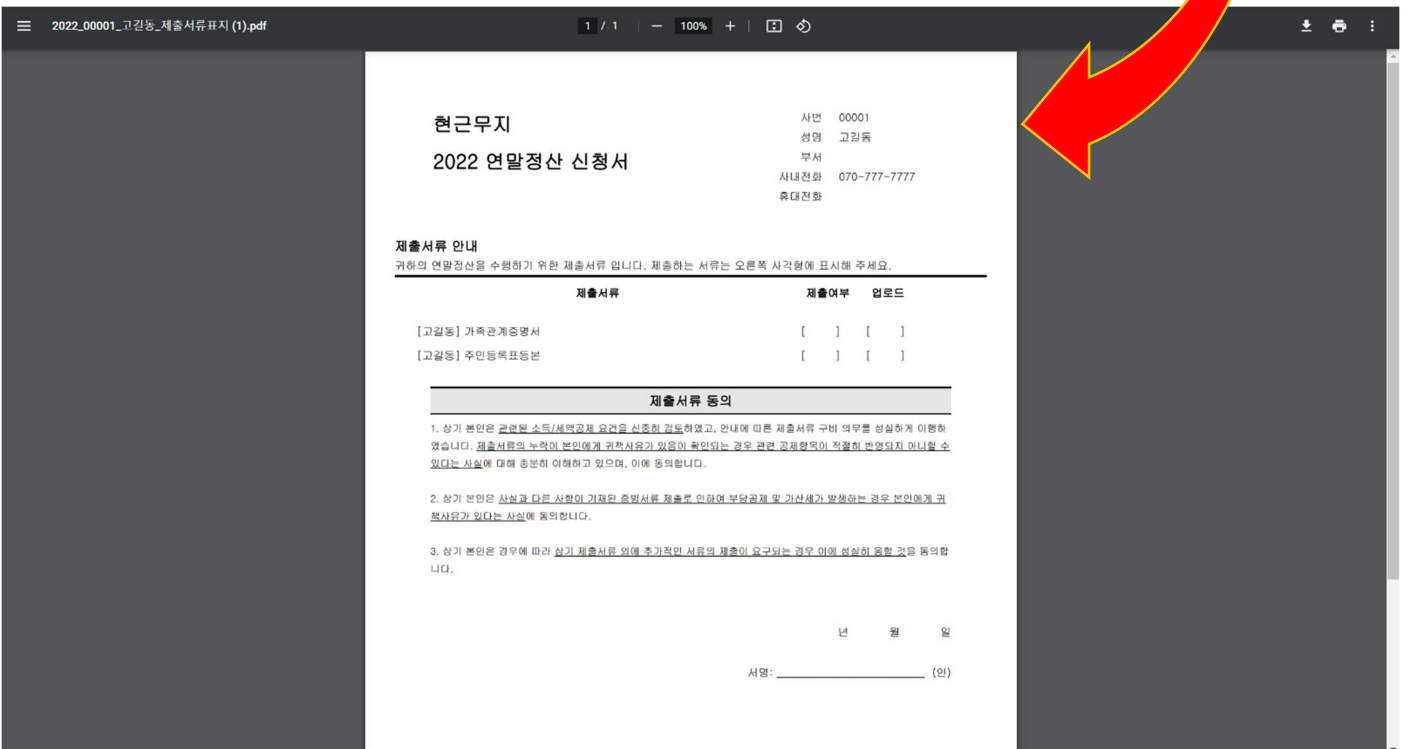 2022_00001_고길동_제출서류표지 (1).pdf
1 / 1
100%
현근무지
2022 연말정산 신청서
사번 00001
성명 고길동
부서
사내전화 070-777-7777
휴대전화
제출서류 안내
귀하의 연말정산을 수행하기 위한 제출서류 입니다. 제출하는 서류는 오른쪽 사각형에 표시해 주세요.
제출서류 제출여부 업로드
[고길동] 가족관계증명서 [ ] [ ]
[고길동] 주민등록표등본 [ ] [ ]
제출서류 동의
1. 상기 본인은 관련된 소득/세액공제 요건을 신중히 검토하였고, 안내에 따른 제출서류 구비 의무를 성실하게 이행하
였습니다. 제출서류의 누락이 본인에게 귀책사유가 있음이 확인되는 경우 관련 공제항목이 적절히 반영되지 아니할 수
있다는 사실에 대해 충분히 이해하고 있으며, 이에 동의합니다.
2. 상기 본인은 사실과 다른 사항이 기재된 증빙서류 제출로 인하여 부당공제 및 가산세가 발생하는 경우 본인에게 귀
책사유가 있다는 사실에 동의합니다.
3. 상기 본인은 경우에 따라 상기 제출서류 외에 추가적인 서류의 제출이 요구되는 경우 이에 성실히 응할 것을 동의합
니다.
년 월 일
서명: (인)